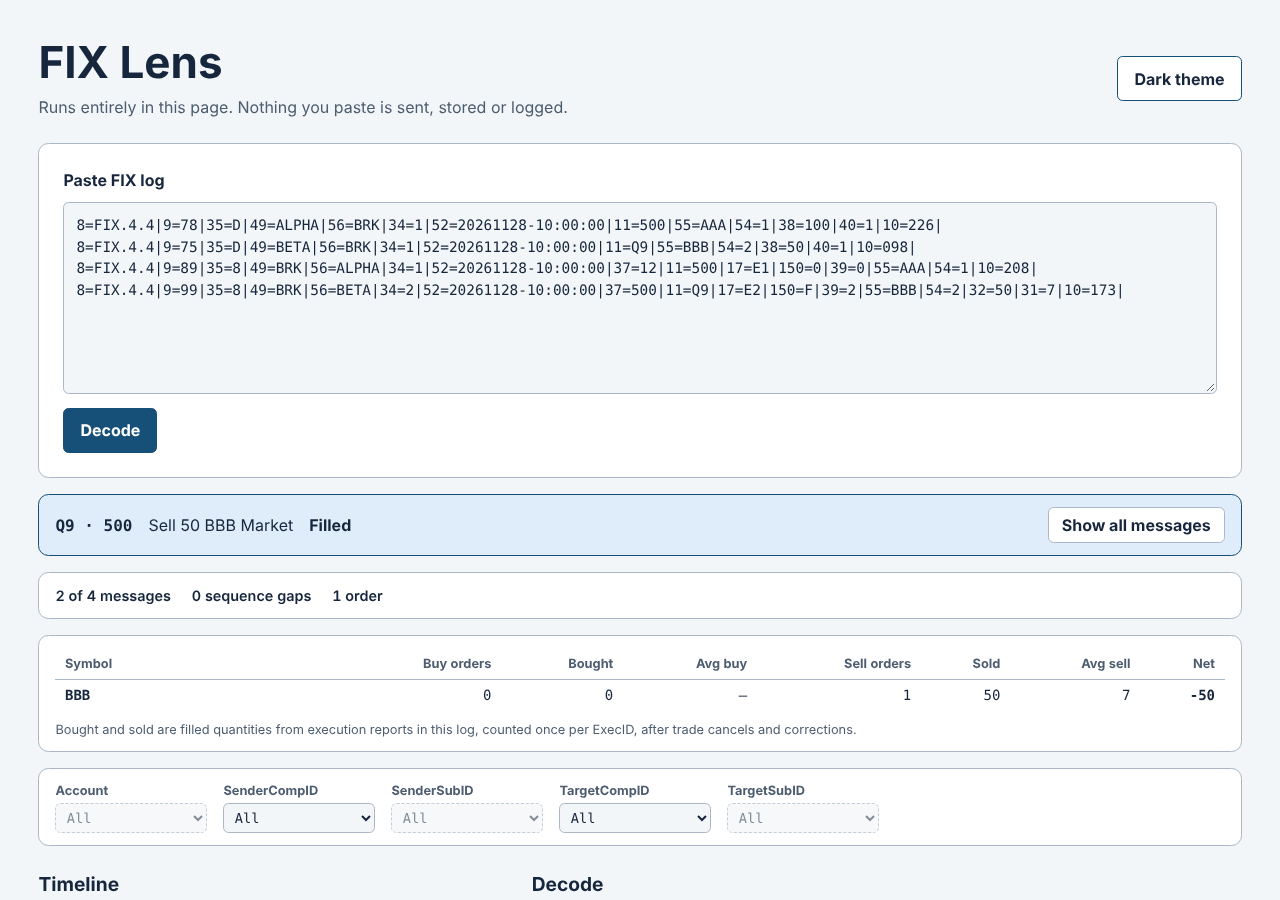 FIX Lens
Runs entirely in this page. Nothing you paste is sent, stored or logged.
Dark theme
Paste FIX log
8=FIX.4.4|9=78|35=D|49=ALPHA|56=BRK|34=1|52=20261128-10:00:00|11=500|55=AAA|54=1|38=100|40=1|10=226|
8=FIX.4.4|9=75|35=D|49=BETA|56=BRK|34=1|52=20261128-10:00:00|11=Q9|55=BBB|54=2|38=50|40=1|10=098|
8=FIX.4.4|9=89|35=8|49=BRK|56=ALPHA|34=1|52=20261128-10:00:00|37=12|11=500|17=E1|150=0|39=0|55=AAA|54=1|10=208|
8=FIX.4.4|9=99|35=8|49=BRK|56=BETA|34=2|52=20261128-10:00:00|37=500|11=Q9|17=E2|150=F|39=2|55=BBB|54=2|32=50|31=7|10=173|
Decode
Q9 · 500 Sell 50 BBB Market Filled Show all messages
2 of 4 messages 0 sequence gaps 1 order
Symbol Buy orders Bought Avg buy Sell orders Sold Avg sell Net
BBB 0 0 – 1 50 7 -50
Bought and sold are filled quantities from execution reports in this log, counted once per ExecID, after trade cancels and corrections.
Account SenderCompID SenderSubID TargetCompID TargetSubID
All All All All All
Timeline Decode